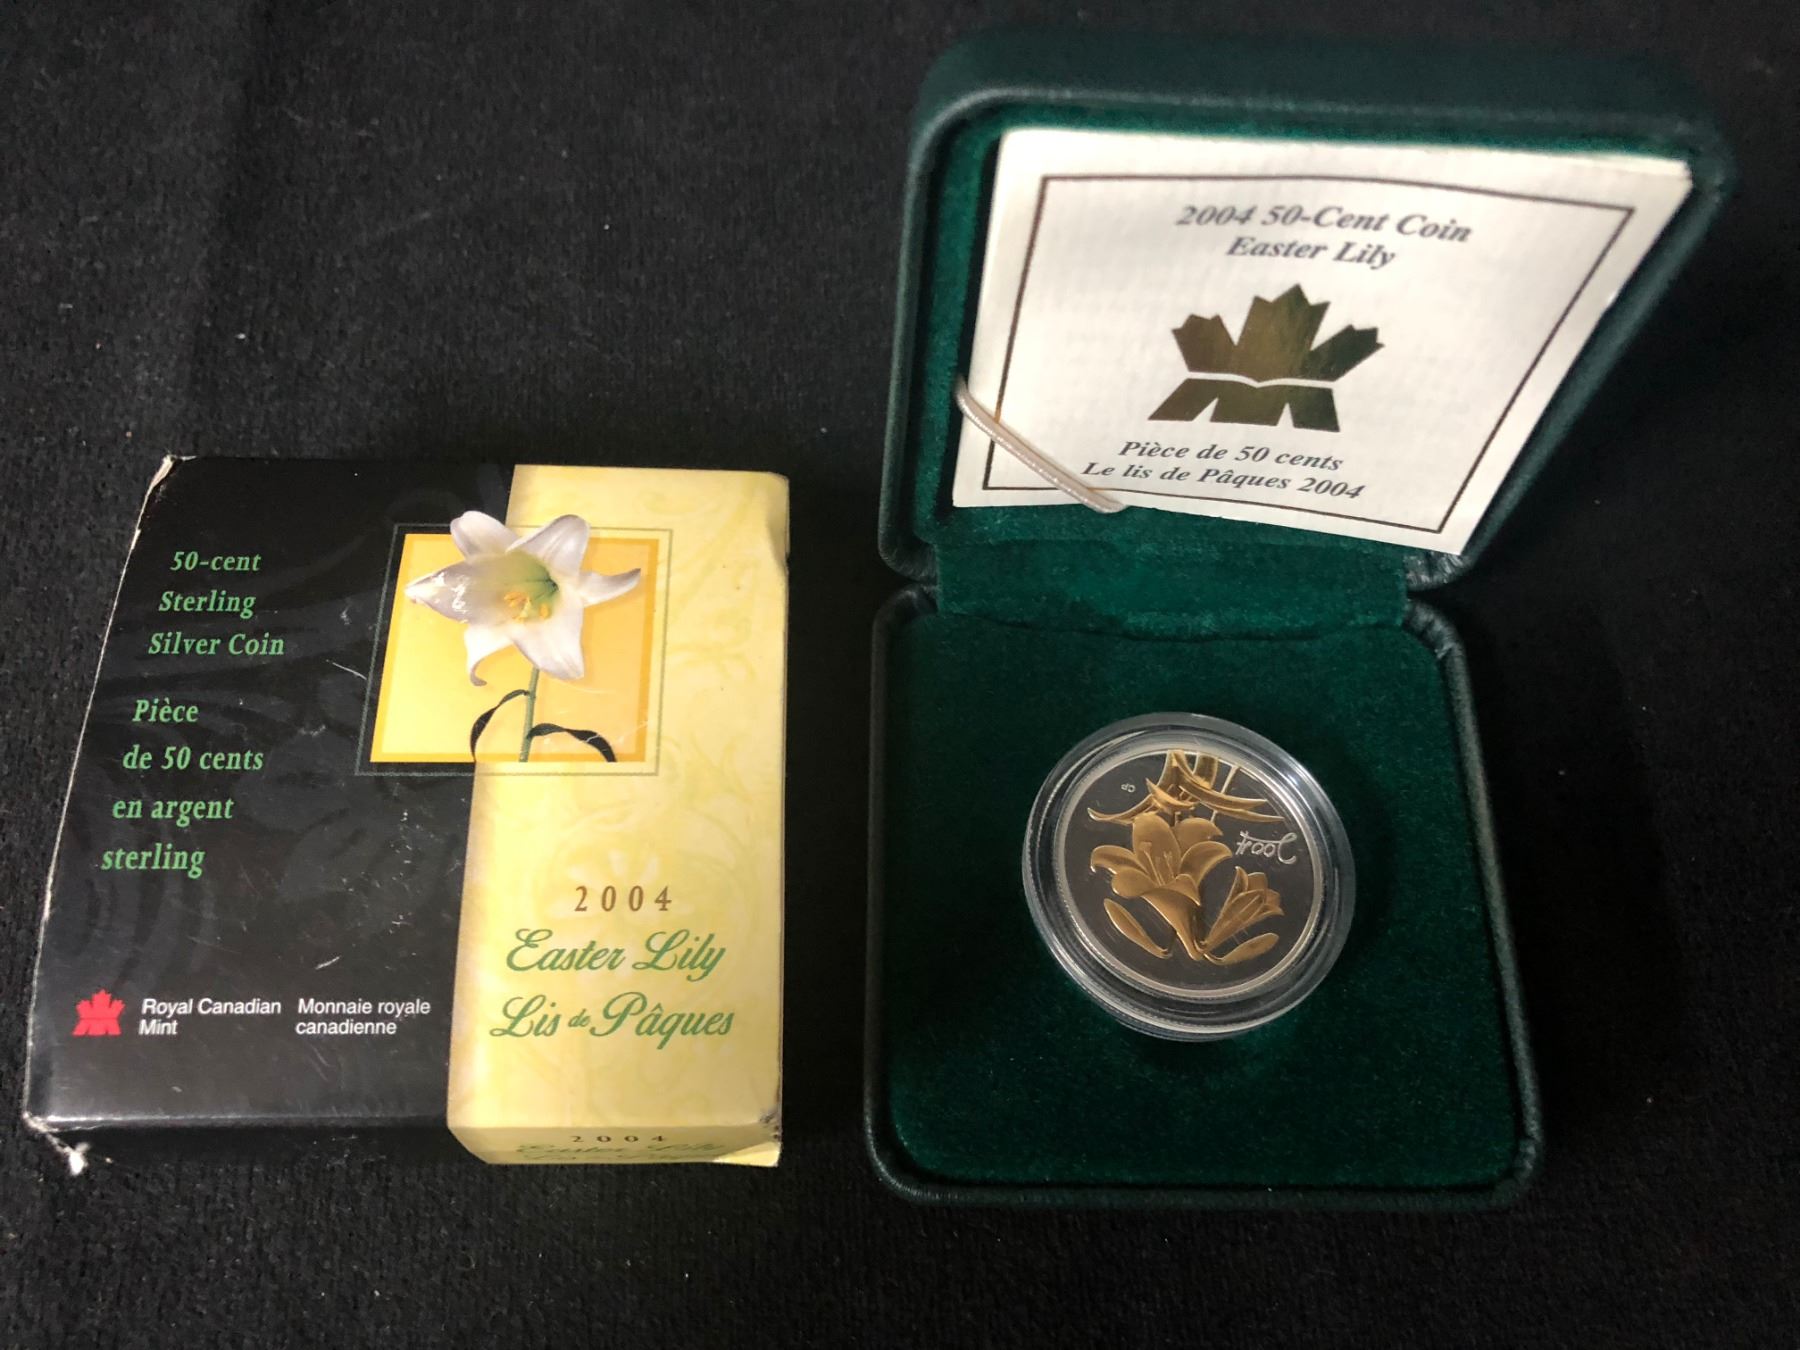 50-cent
Sterling
Silver Coin
Pièce
de 50 cents
en argent
sterling
Royal Canadian
Mint
Monnaie royale
canadienne
2004
Easter Lily
Lis de Pâques
2004
Easter Lily
2004 50-Cent Coin
Easter Lily
Pièce de 50 cents
Le lis de Pâques 2004
2004